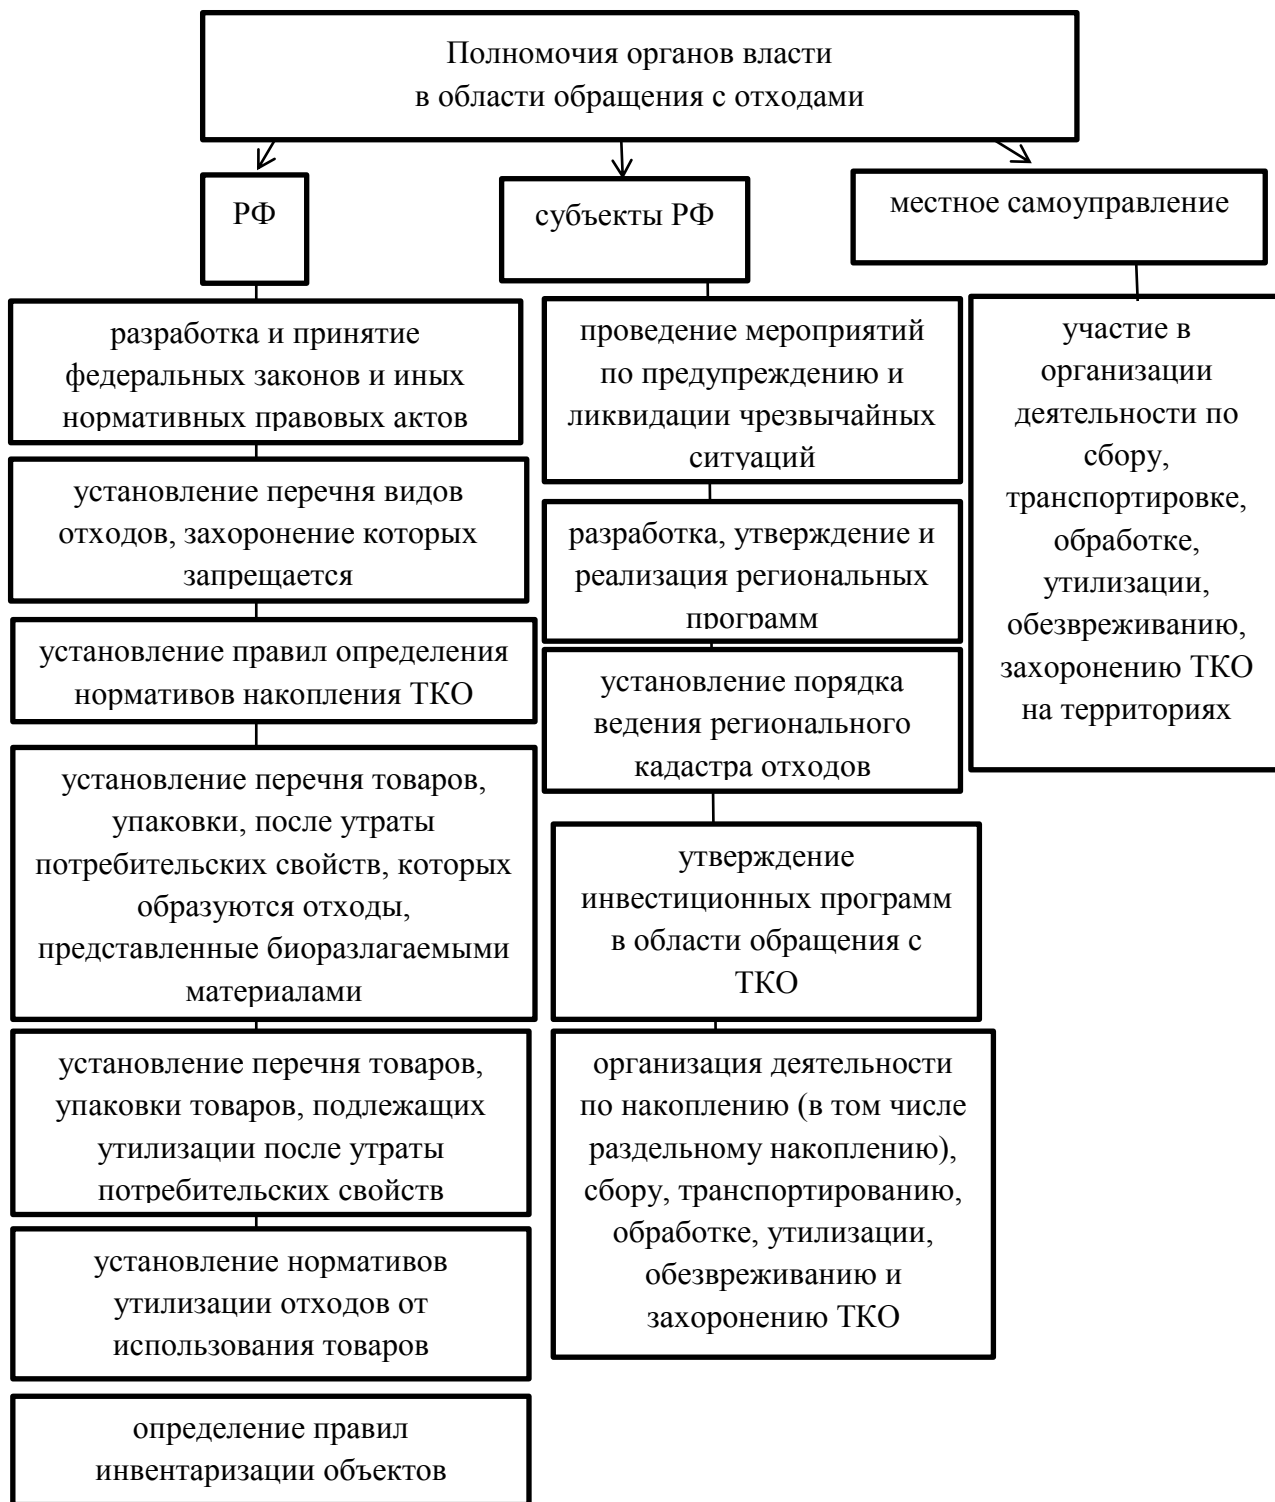 Полномочия органов власти
в области обращения с отходами
РФ
субъекты РФ
местное самоуправление
разработка и принятие
федеральных законов и иных
нормативных правовых актов
установление перечня видов
отходов, захоронение которых
запрещается
установление правил определения
нормативов накопления ТКО
установление перечня товаров,
упаковки, после утраты
потребительских свойств, которых
образуются отходы,
представленные биоразлагаемыми
материалами
установление перечня товаров,
упаковки товаров, подлежащих
утилизации после утраты
потребительских свойств
установление нормативов
утилизации отходов от
использования товаров
определение правил
инвентаризации объектов
проведение мероприятий
по предупреждению и
ликвидации чрезвычайных
ситуаций
разработка, утверждение и
реализация региональных
программ
установление порядка
ведения регионального
кадастра отходов
утверждение
инвестиционных программ
в области обращения с
ТКО
организация деятельности
по накоплению (в том числе
раздельному накоплению),
сбору, транспортированию,
обработке, утилизации,
обезвреживанию и
захоронению ТКО
участие в
организации
деятельности по
сбору,
транспортировке,
обработке,
утилизации,
обезвреживанию,
захоронению ТКО
на территориях